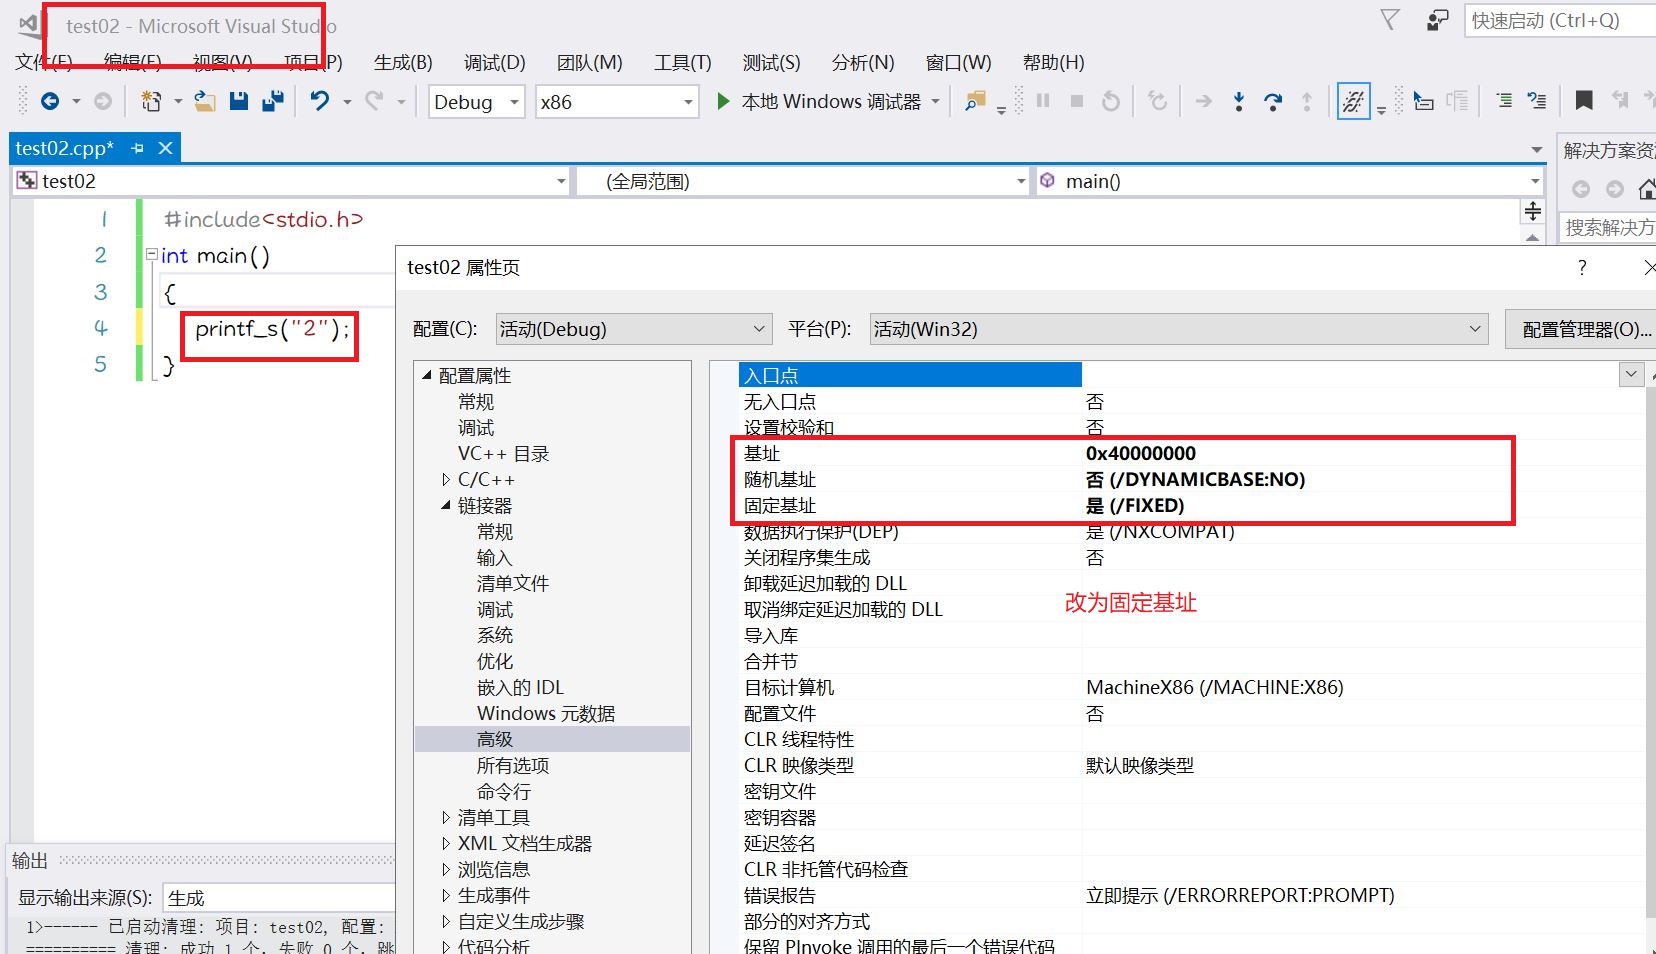 test02 - Microsoft Visual Studio
快速启动 (Ctrl+Q)
文件(F) 编辑(E) 视图(V) 项目(P) 生成(B) 调试(D) 团队(M) 工具(T) 测试(S) 分析(N) 窗口(W) 帮助(H)
Debug x86 本地 Windows 调试器
test02.cpp*
解决方案资
test02 (全局范围) main()
搜索解决方
1 #include<stdio.h>
2 int main()
3 {
4 printf_s("2");
5 }
test02 属性页 ?
配置(C): 活动(Debug) 平台(P): 活动(Win32) 配置管理器(O)...
配置属性
常规
调试
VC++ 目录
C/C++
链接器
常规
输入
清单文件
调试
系统
优化
嵌入的 IDL
Windows 元数据
高级
所有选项
命令行
清单工具
XML 文档生成器
浏览信息
生成事件
自定义生成步骤
代码分析
入口点
无入口点 否
设置校验和 否
基址 0x40000000
随机基址 否 (/DYNAMICBASE:NO)
固定基址 是 (/FIXED)
数据执行保护(DEP) 是 (/NXCOMPAT)
关闭程序集生成 否
卸载延迟加载的 DLL
取消绑定延迟加载的 DLL
改为固定基址
导入库
合并节
目标计算机 MachineX86 (/MACHINE:X86)
配置文件 否
CLR 线程特性
CLR 映像类型 默认映像类型
密钥文件
密钥容器
延迟签名
CLR 非托管代码检查
错误报告 立即提示 (/ERRORREPORT:PROMPT)
部分的对齐方式
保留 PInvoke 调用的最后一个错误代码
输出
显示输出来源(S): 生成
1>------ 已启动清理: 项目: test02, 配置:
========== 清理: 成功 1 个，失败 0 个，跳